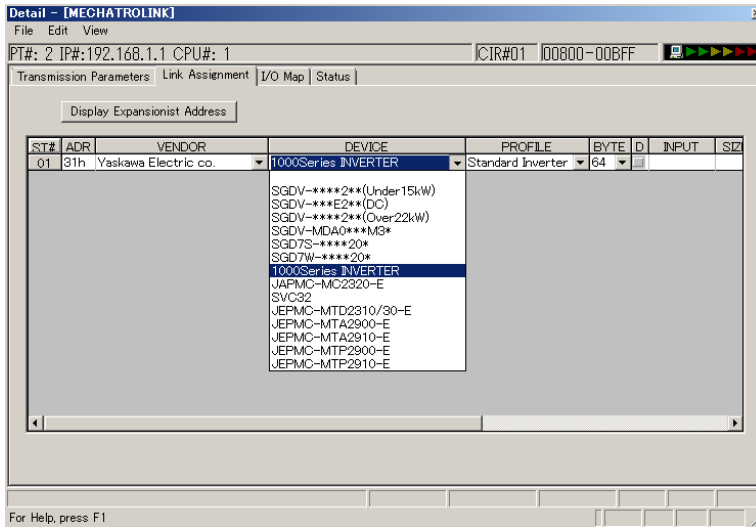 Detail - [MECHATROLINK]
File Edit View
PT#: 2 IP#:192.168.1.1 CPU#: 1 CIR#01 00800-00BFF
Transmission Parameters Link Assignment I/O Map Status
Display Expansionist Address
ST# ADR VENDOR DEVICE PROFILE BYTE D INPUT SIZ
01 31h Yaskawa Electric co. 1000Series INVERTER Standard Inverter 64
SGDV-****2**(Under15kW)
SGDV-***E2**(DC)
SGDV-****2**(Over22kW)
SGDV-MDA0***M3*
SGD7S-****20*
SGD7W-****20*
1000Series INVERTER
JAPMC-MC2320-E
SVC32
JEPMC-MTD2310/30-E
JEPMC-MTA2900-E
JEPMC-MTA2910-E
JEPMC-MTP2900-E
JEPMC-MTP2910-E
For Help, press F1